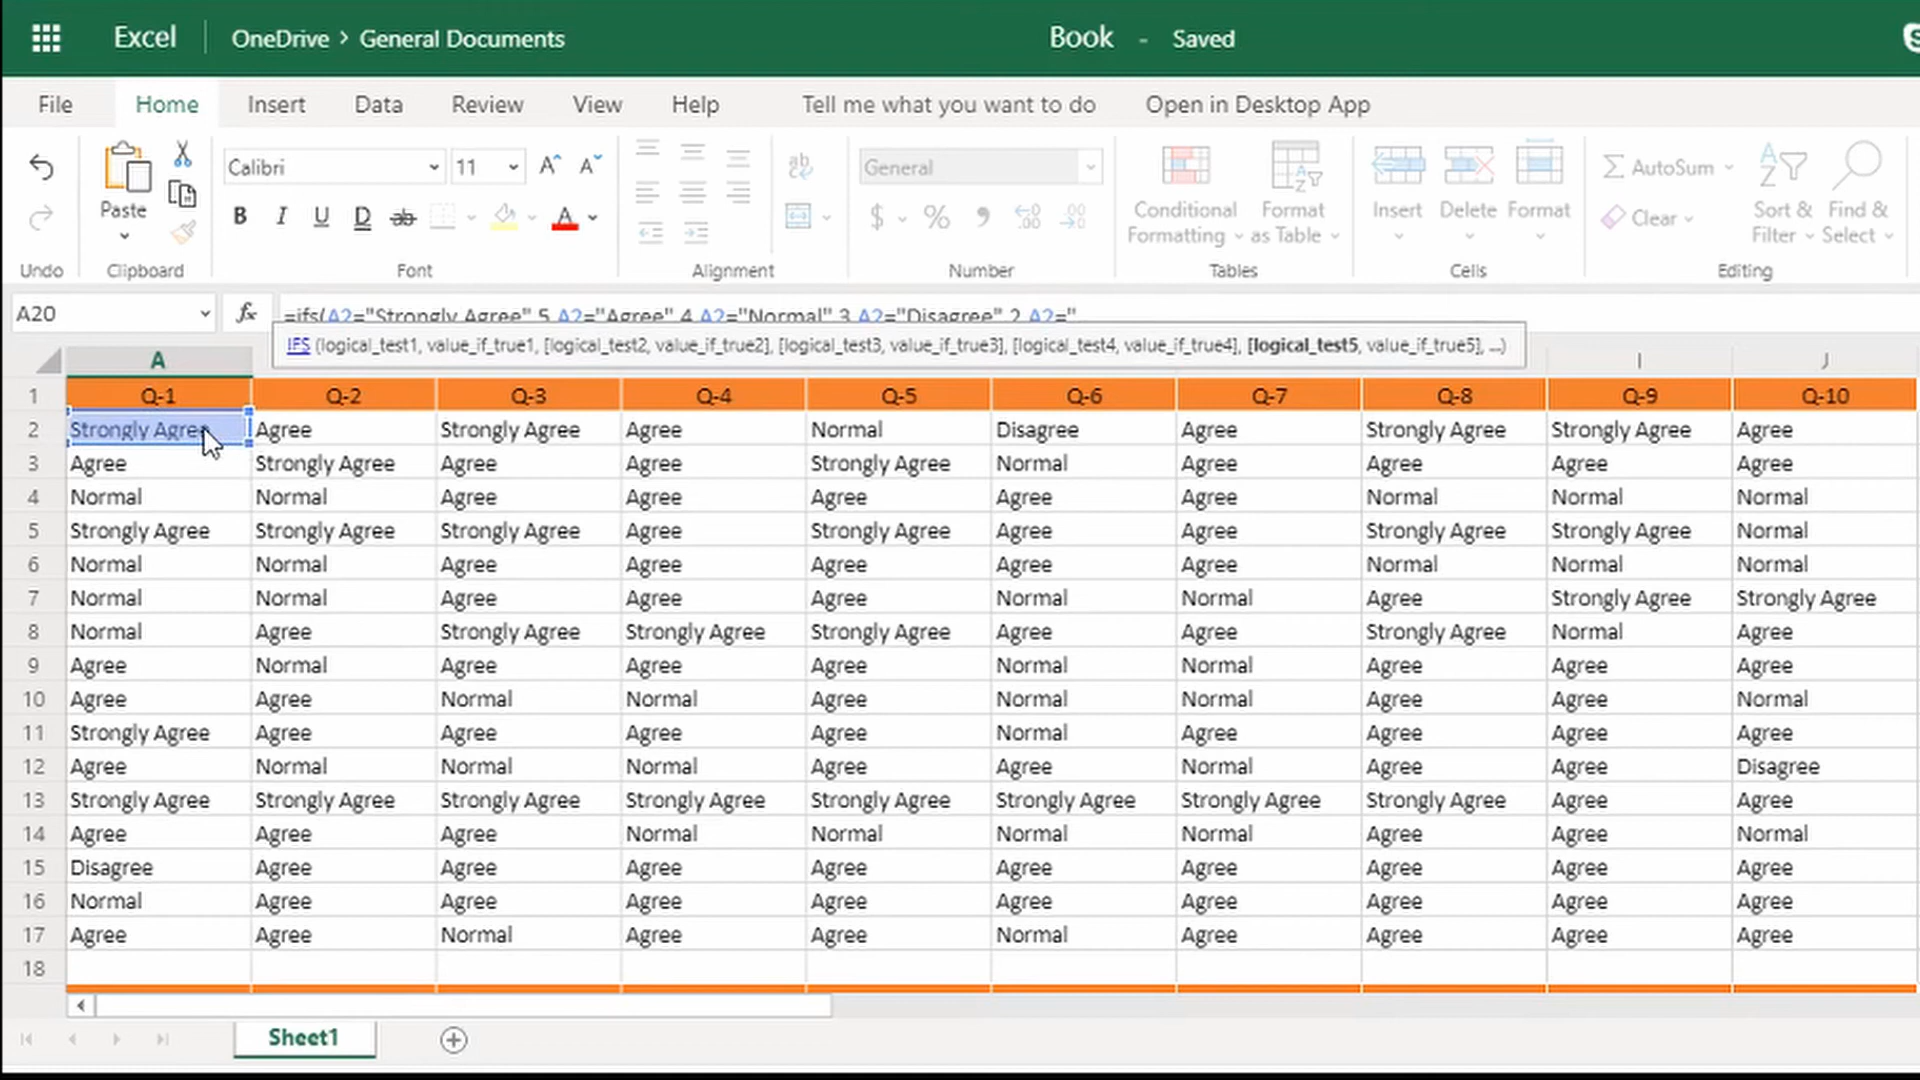 Excel OneDrive > General Documents Book - Saved
File Home Insert Data Review View Help Tell me what you want to do Open in Desktop App
Calibri 11 A A ab General AutoSum
Paste B I U D ab A $ % Conditional Formatting Format as Table Insert Delete Format Clear Sort & Filter Find & Select
Undo Clipboard Font Alignment Number Tables Cells Editing
A20 fx =ifs(A2="Strongly Agree",5,A2="Agree",4,A2="Normal",3,A2="Disagree",2,A2="
IFS (logical_test1, value_if_true1, [logical_test2, value_if_true2], [logical_test3, value_if_true3], [logical_test4, value_if_true4], [logical_test5, value_if_true5], ...)
A I J
1 Q-1 Q-2 Q-3 Q-4 Q-5 Q-6 Q-7 Q-8 Q-9 Q-10
2 Strongly Agree Agree Strongly Agree Agree Normal Disagree Agree Strongly Agree Strongly Agree Agree
3 Agree Strongly Agree Agree Agree Strongly Agree Normal Agree Agree Agree Agree
4 Normal Normal Agree Agree Agree Agree Agree Normal Normal Normal
5 Strongly Agree Strongly Agree Strongly Agree Agree Strongly Agree Agree Agree Strongly Agree Strongly Agree Normal
6 Normal Normal Agree Agree Agree Agree Agree Normal Normal Normal
7 Normal Normal Agree Agree Agree Normal Normal Agree Strongly Agree Strongly Agree
8 Normal Agree Strongly Agree Strongly Agree Strongly Agree Agree Agree Strongly Agree Normal Agree
9 Agree Normal Agree Agree Agree Normal Normal Agree Agree Agree
10 Agree Agree Normal Normal Agree Normal Normal Agree Agree Normal
11 Strongly Agree Agree Agree Agree Agree Normal Agree Agree Agree Agree
12 Agree Normal Normal Normal Agree Agree Normal Agree Agree Disagree
13 Strongly Agree Strongly Agree Strongly Agree Strongly Agree Strongly Agree Strongly Agree Strongly Agree Strongly Agree Agree Agree
14 Agree Agree Agree Normal Normal Normal Normal Agree Agree Normal
15 Disagree Agree Agree Agree Agree Agree Agree Agree Agree Agree
16 Normal Agree Agree Agree Agree Agree Agree Agree Agree Agree
17 Agree Agree Normal Agree Agree Normal Agree Agree Agree Agree
18
Sheet1